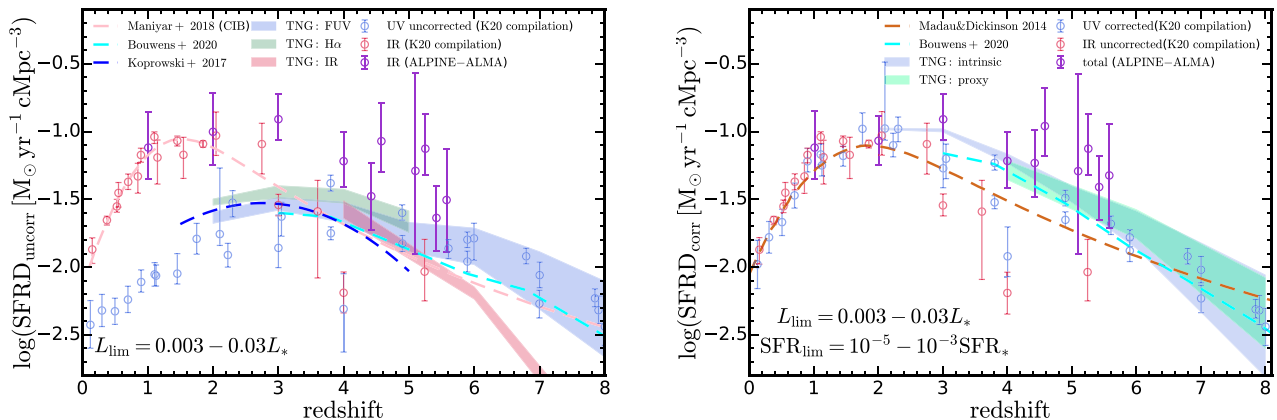 Maniyar+ 2018 (CIB)
Bouwens+ 2020
Koprowski+ 2017
TNG: FUV
TNG: Hα
TNG: IR
UV uncorrected (K20 compilation)
IR (K20 compilation)
IR (ALPINE−ALMA)
log(SFRD_uncorr [M⊙ yr⁻¹ cMpc⁻³]
−0.5
−1.0
−1.5
−2.0
−2.5
L_lim = 0.003 − 0.03L_*
0 1 2 3 4 5 6 7 8
redshift
Madau&Dickinson 2014
Bouwens+ 2020
TNG: intrinsic
TNG: proxy
UV corrected(K20 compilation)
IR uncorrected(K20 compilation)
total (ALPINE−ALMA)
log(SFRD_corr [M⊙ yr⁻¹ cMpc⁻³]
−0.5
−1.0
−1.5
−2.0
−2.5
L_lim = 0.003 − 0.03L_*
SFR_lim = 10⁻⁵ − 10⁻³SFR_*
0 1 2 3 4 5 6 7 8
redshift